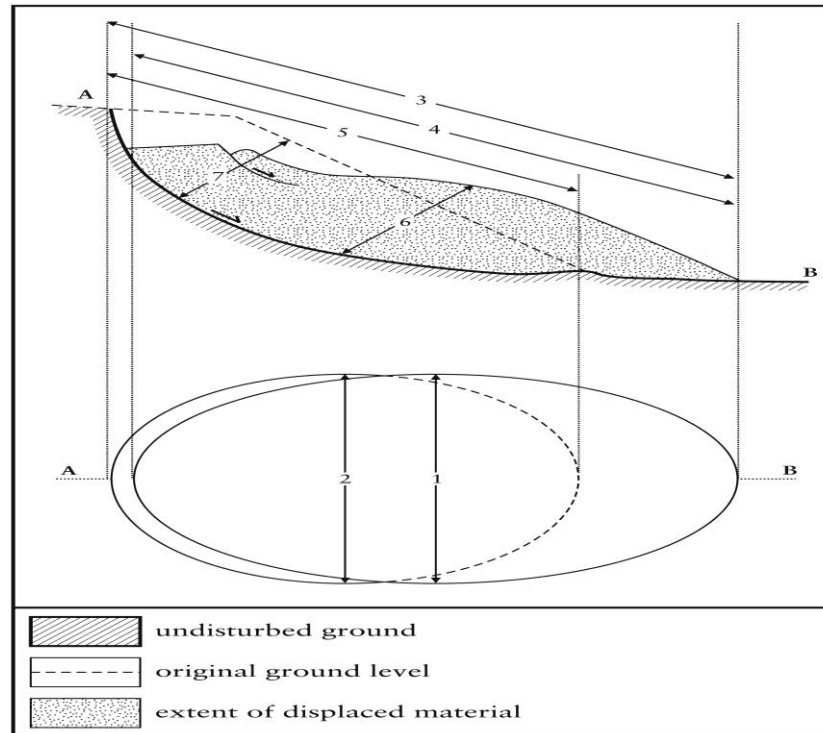 3
4
A
5
7
6
B
A
2
1
B
undisturbed ground
original ground level
extent of displaced material